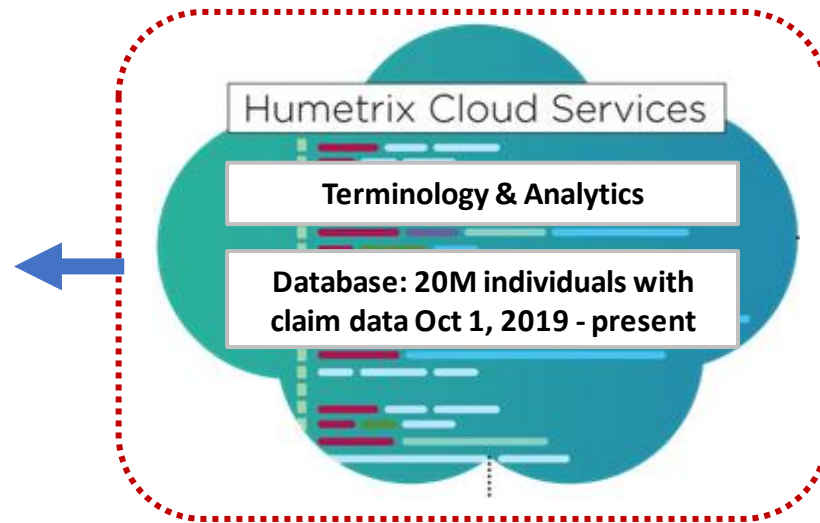 Humetrix Cloud Services
Terminology & Analytics
Database: 20M individuals with
claim data Oct 1, 2019 - present